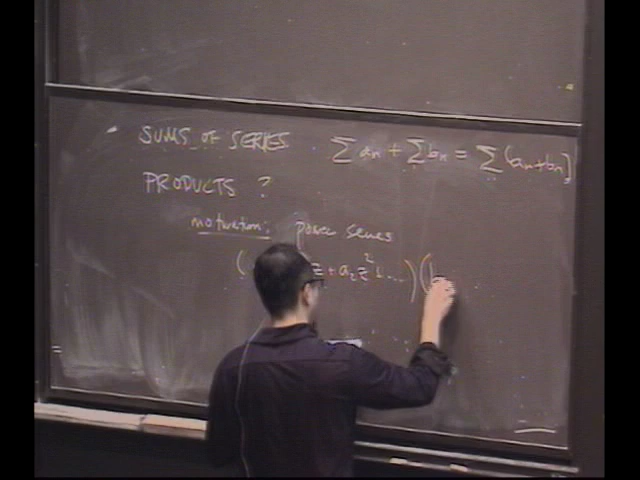 SUMS OF SERIES Σ aₙ + Σ bₙ = Σ (aₙ+bₙ)
PRODUCTS ?
motivation: power series
( z + a₂z² + ... ) (b